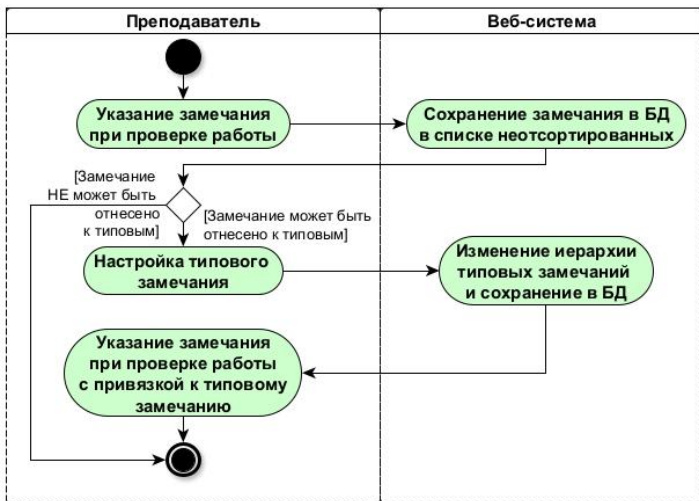 Преподаватель
Веб-система
Указание замечания
при проверке работы
Сохранение замечания в БД
в списке неотсортированных
[Замечание
НЕ может быть
отнесено
к типовым]
[Замечание может быть
отнесено к типовым]
Настройка типового
замечания
Изменение иерархии
типовых замечаний
и сохранение в БД
Указание замечания
при проверке работы
с привязкой к типовому
замечанию